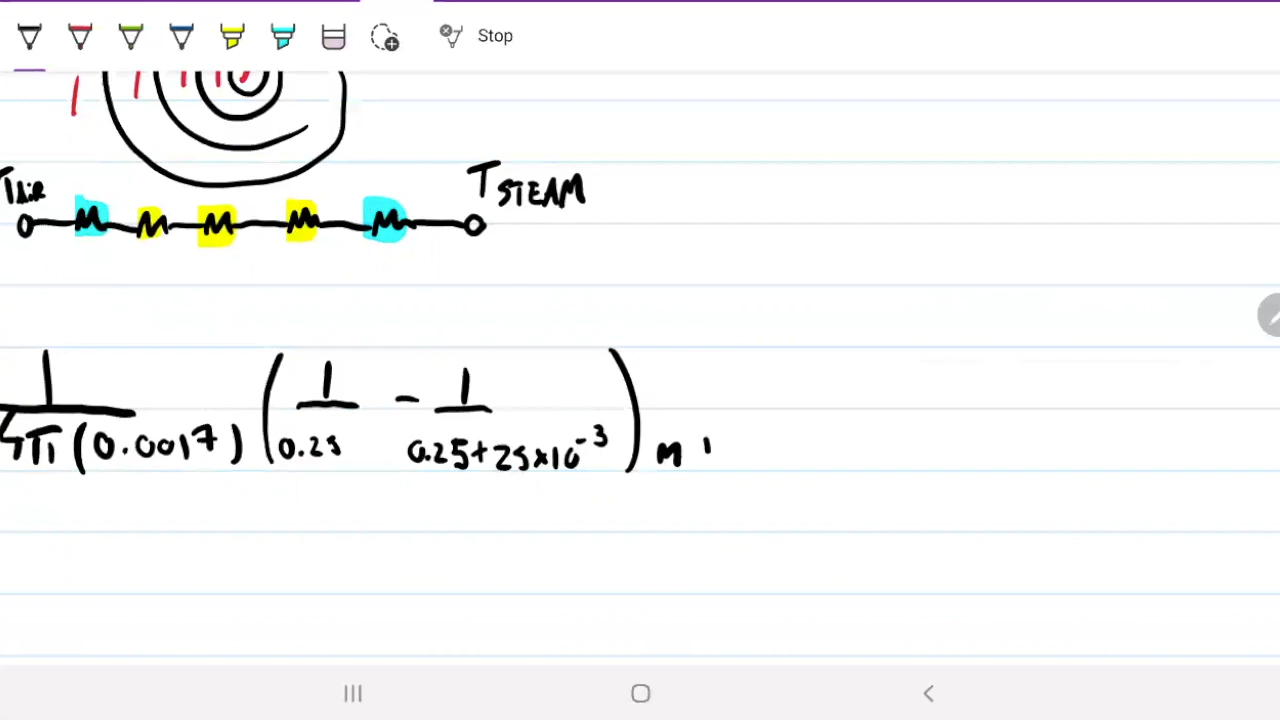 Stop
TAiR
TSTEAM
1 / 4π(0.0017) (1 / 0.25 - 1 / 0.25+25×10^-3) m